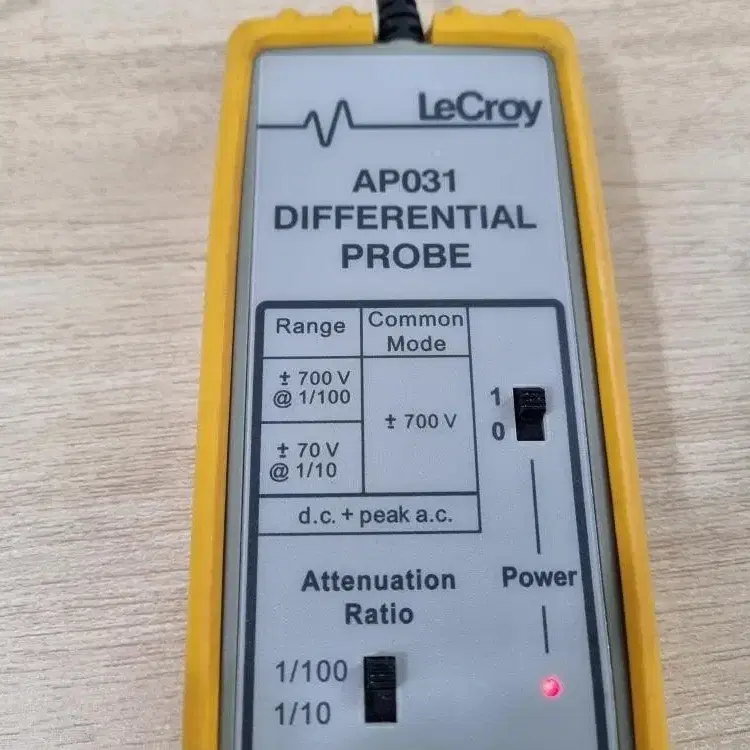 LeCroy
AP031
DIFFERENTIAL
PROBE
Range
Common
Mode
± 700 V
@ 1/100
± 700 V
± 70 V
@ 1/10
d.c. + peak a.c.
1
0
Power
Attenuation
Ratio
1/100
1/10